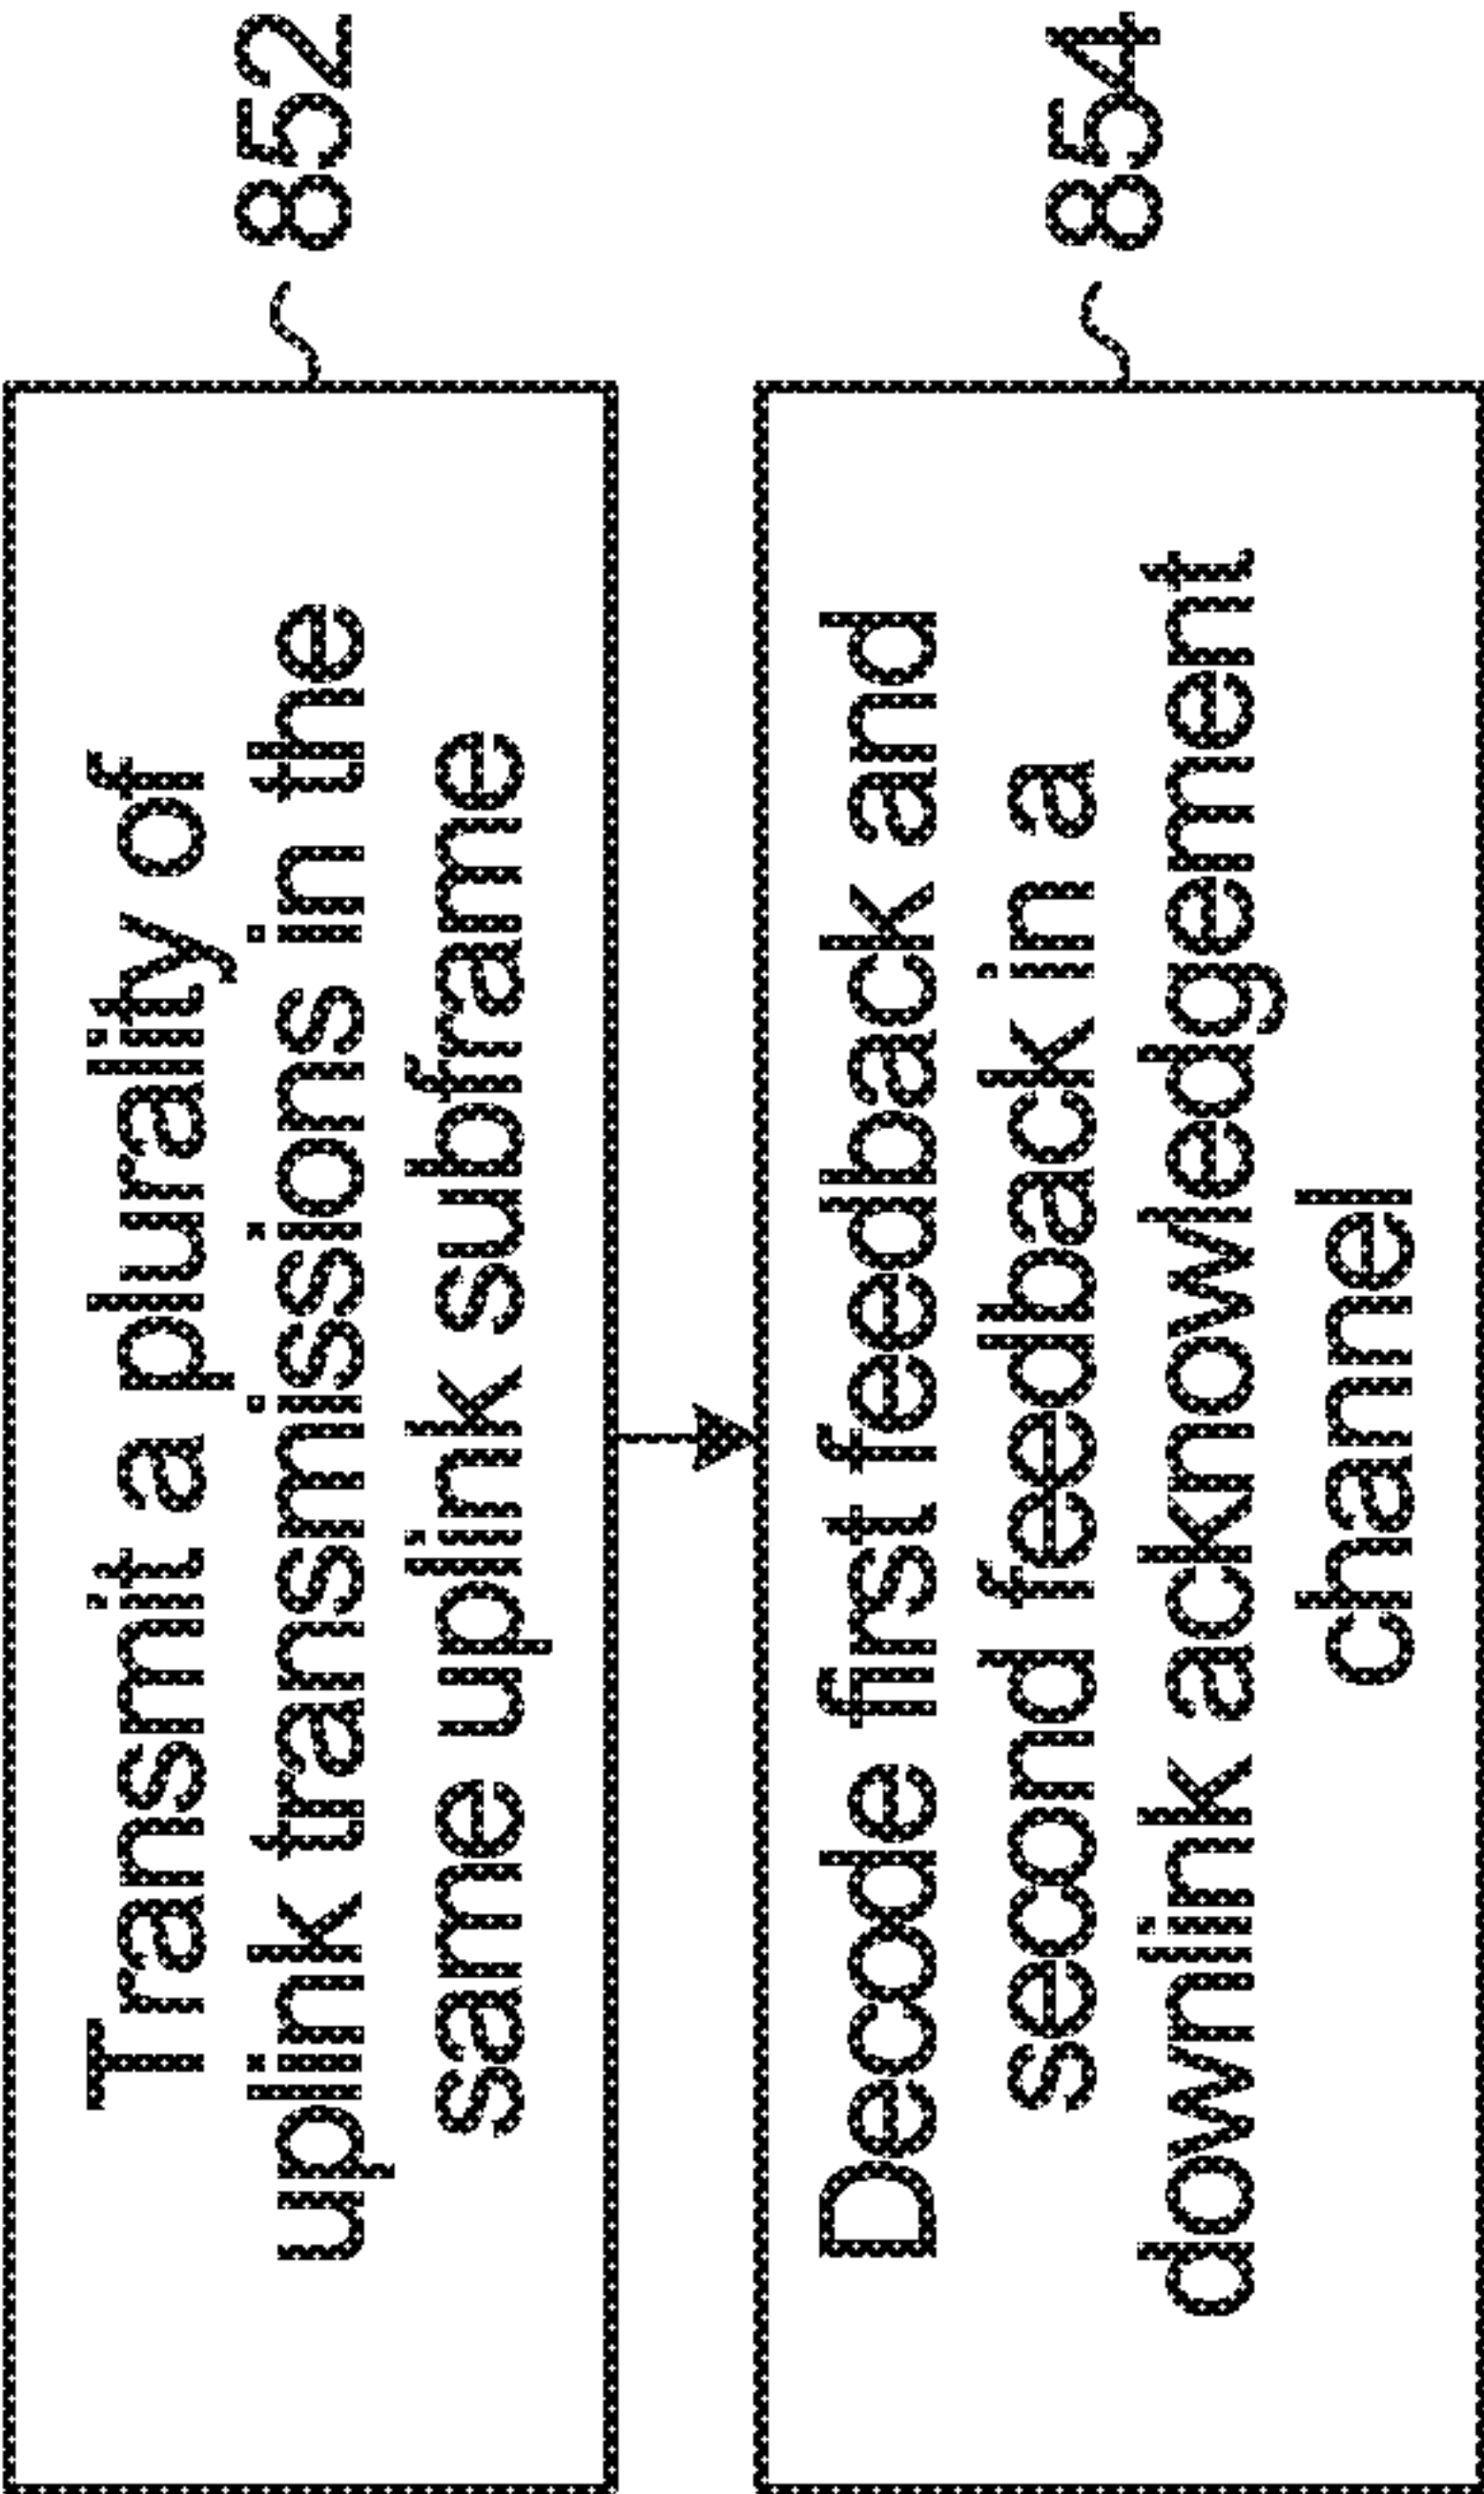 Transmit a plurality of
uplink transmissions in the
same uplink subframe
852
Decode first feedback and
second feedback in a
downlink acknowledgement
channel
854